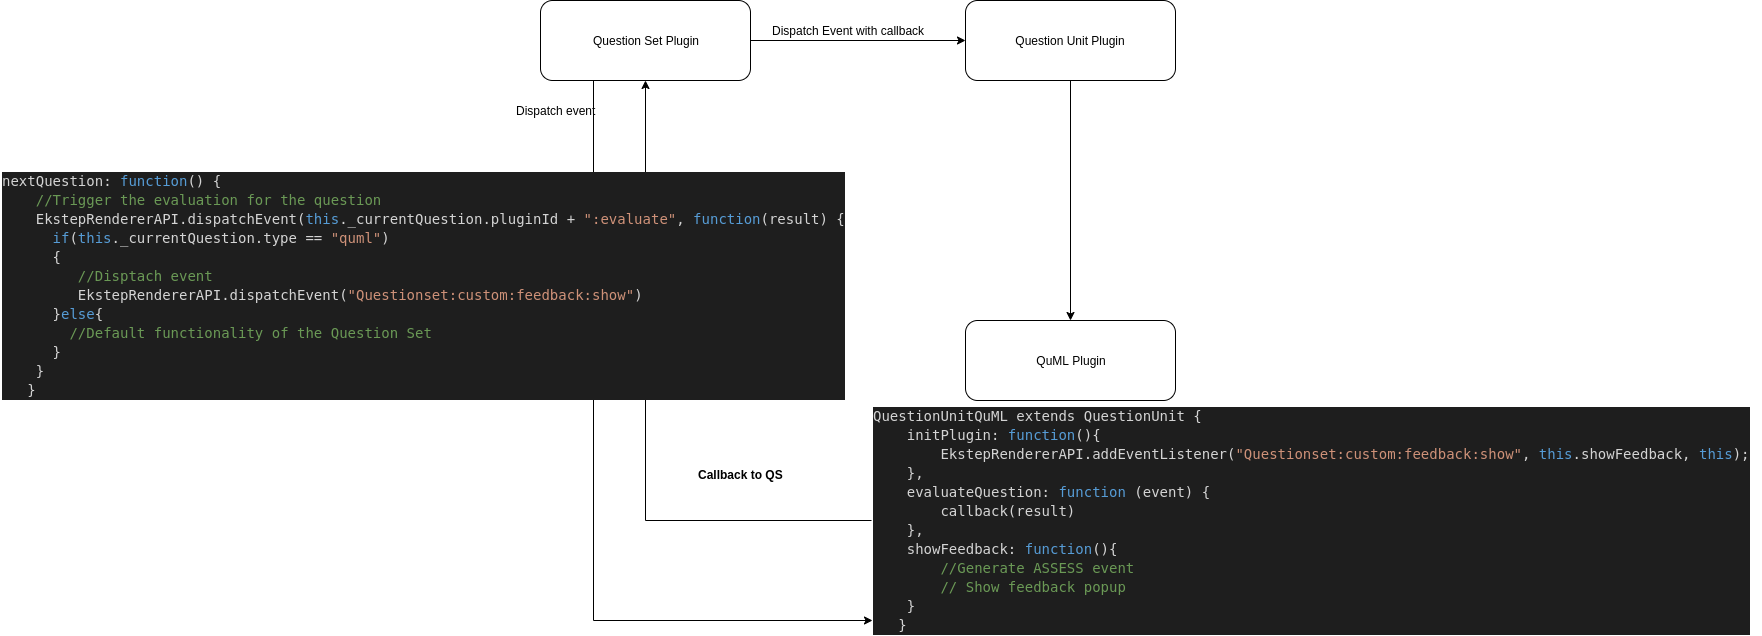 Question Set Plugin
Dispatch Event with callback
Question Unit Plugin
Dispatch event
nextQuestion: function() {
    //Trigger the evaluation for the question
    EkstepRendererAPI.dispatchEvent(this._currentQuestion.pluginId + ":evaluate", function(result) {
      if(this._currentQuestion.type == "quml")
      {
         //Disptach event
         EkstepRendererAPI.dispatchEvent("Questionset:custom:feedback:show")
      }else{
        //Default functionality of the Question Set
      }
    }
   }
QuML Plugin
Callback to QS
QuestionUnitQuML extends QuestionUnit {
    initPlugin: function(){
        EkstepRendererAPI.addEventListener("Questionset:custom:feedback:show", this.showFeedback, this);
    },
    evaluateQuestion: function (event) {
        callback(result)
    },
    showFeedback: function(){
        //Generate ASSESS event
        // Show feedback popup
    }
   }